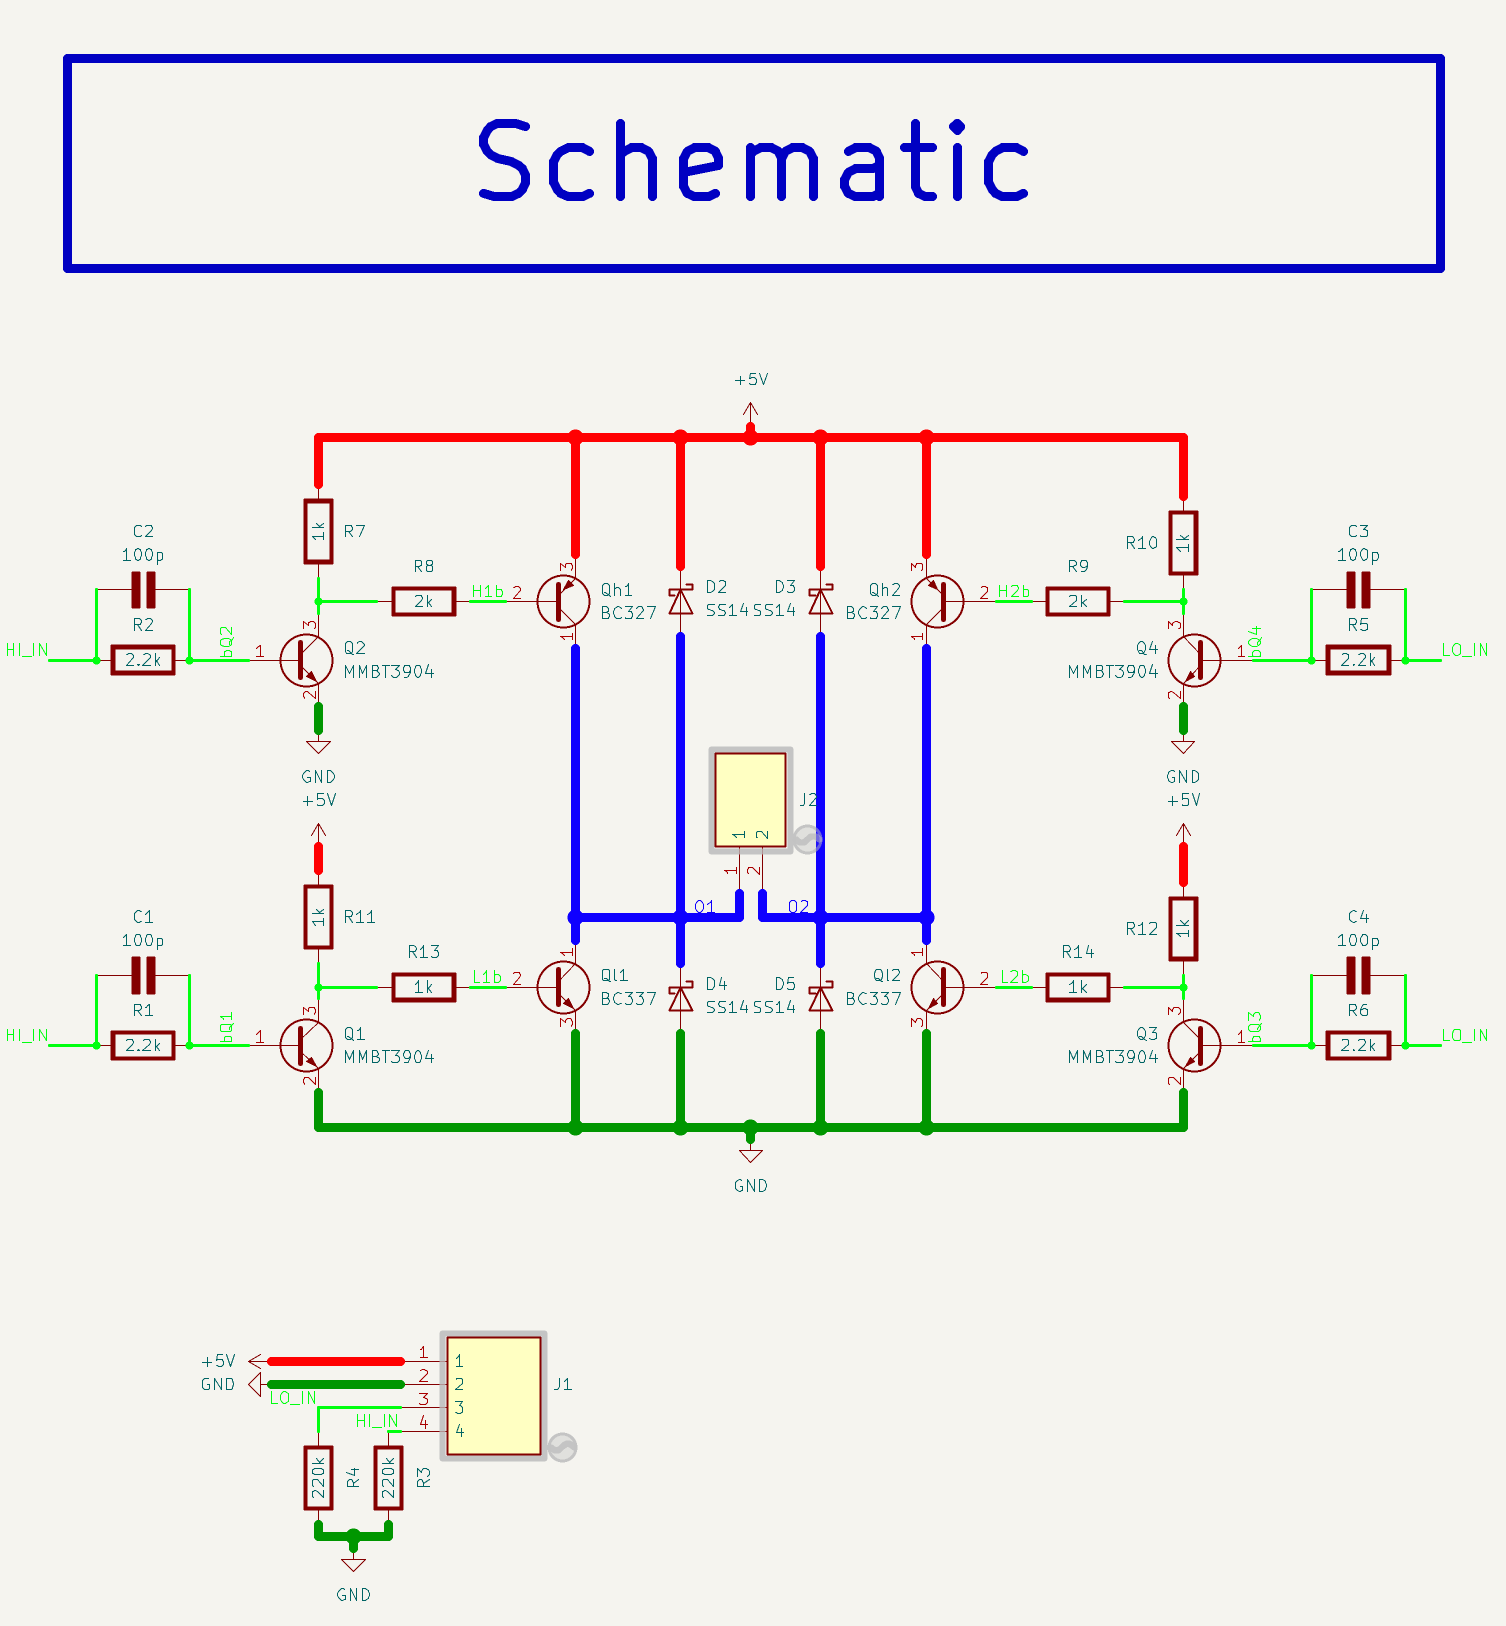 Schematic
+5V
C2
100p
R2
2.2k
HI_IN
bQ2
1
3
2
Q2
MMBT3904
1k
R7
R8
2k
H1b
2
3
1
Qh1
BC327
D2
SS14
D3
SS14
Qh2
BC327
3
1
2
H2b
R9
2k
R10
1k
Q4
MMBT3904
3
2
1
bQ4
C3
100p
R5
2.2k
LO_IN
GND
+5V
GND
+5V
J2
1
2
1
2
O1
O2
C1
100p
R1
2.2k
HI_IN
bQ1
1
3
2
Q1
MMBT3904
1k
R11
R13
1k
L1b
2
1
3
Ql1
BC337
D4
SS14
D5
SS14
Ql2
BC337
1
3
2
L2b
R14
1k
R12
1k
Q3
MMBT3904
3
2
1
bQ3
C4
100p
R6
2.2k
LO_IN
GND
+5V
1
1
GND
2
2
J1
LO_IN
3
3
HI_IN
4
4
220k
R4
220k
R3
GND